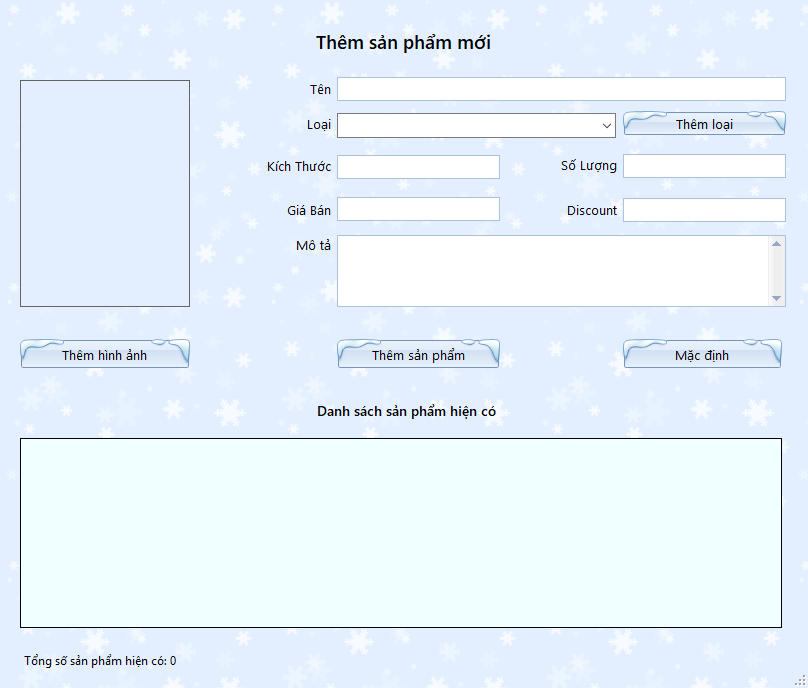 Thêm sản phẩm mới
Tên
Loại
Thêm loại
Kích Thước
Số Lượng
Giá Bán
Discount
Mô tả
Thêm hình ảnh
Thêm sản phẩm
Mặc định
Danh sách sản phẩm hiện có
Tổng số sản phẩm hiện có: 0